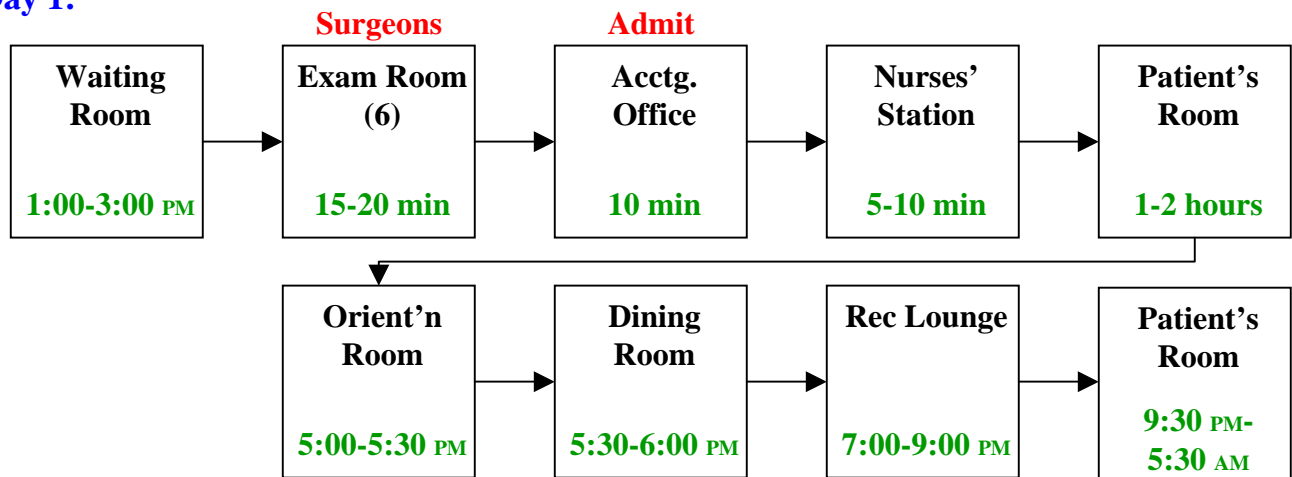 Surgeons
Admit
Waiting
Room
1:00-3:00 PM
Exam Room
(6)
15-20 min
Acctg.
Office
10 min
Nurses’
Station
5-10 min
Patient’s
Room
1-2 hours
Orient’n
Room
5:00-5:30 PM
Dining
Room
5:30-6:00 PM
Rec Lounge
7:00-9:00 PM
Patient’s
Room
9:30 PM-
5:30 AM